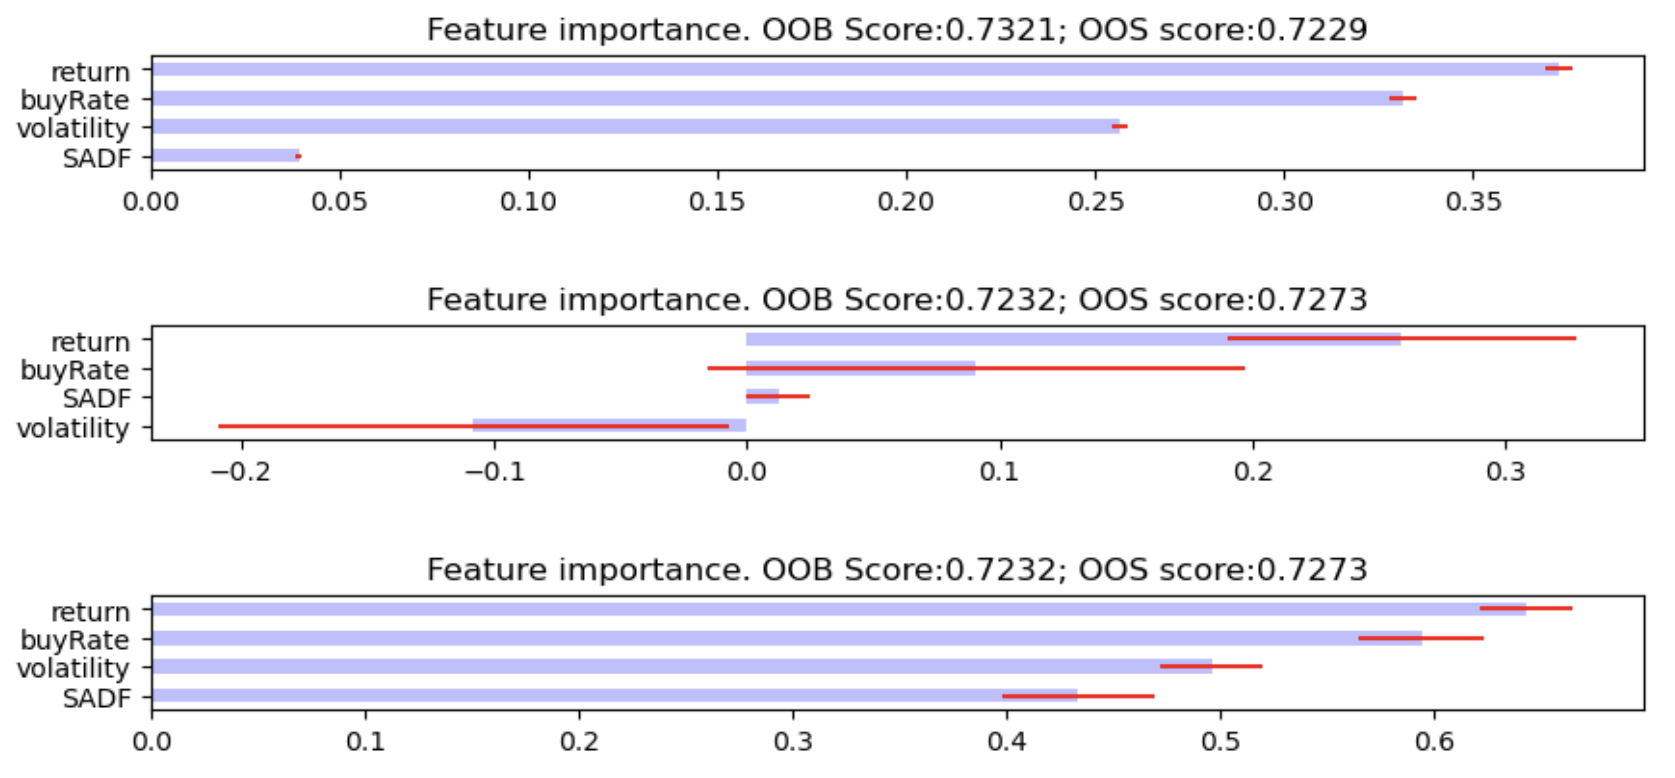 Feature importance. OOB Score:0.7321; OOS score:0.7229
return
buyRate
volatility
SADF
0.00 0.05 0.10 0.15 0.20 0.25 0.30 0.35
Feature importance. OOB Score:0.7232; OOS score:0.7273
return
buyRate
SADF
volatility
−0.2 −0.1 0.0 0.1 0.2 0.3
Feature importance. OOB Score:0.7232; OOS score:0.7273
return
buyRate
volatility
SADF
0.0 0.1 0.2 0.3 0.4 0.5 0.6